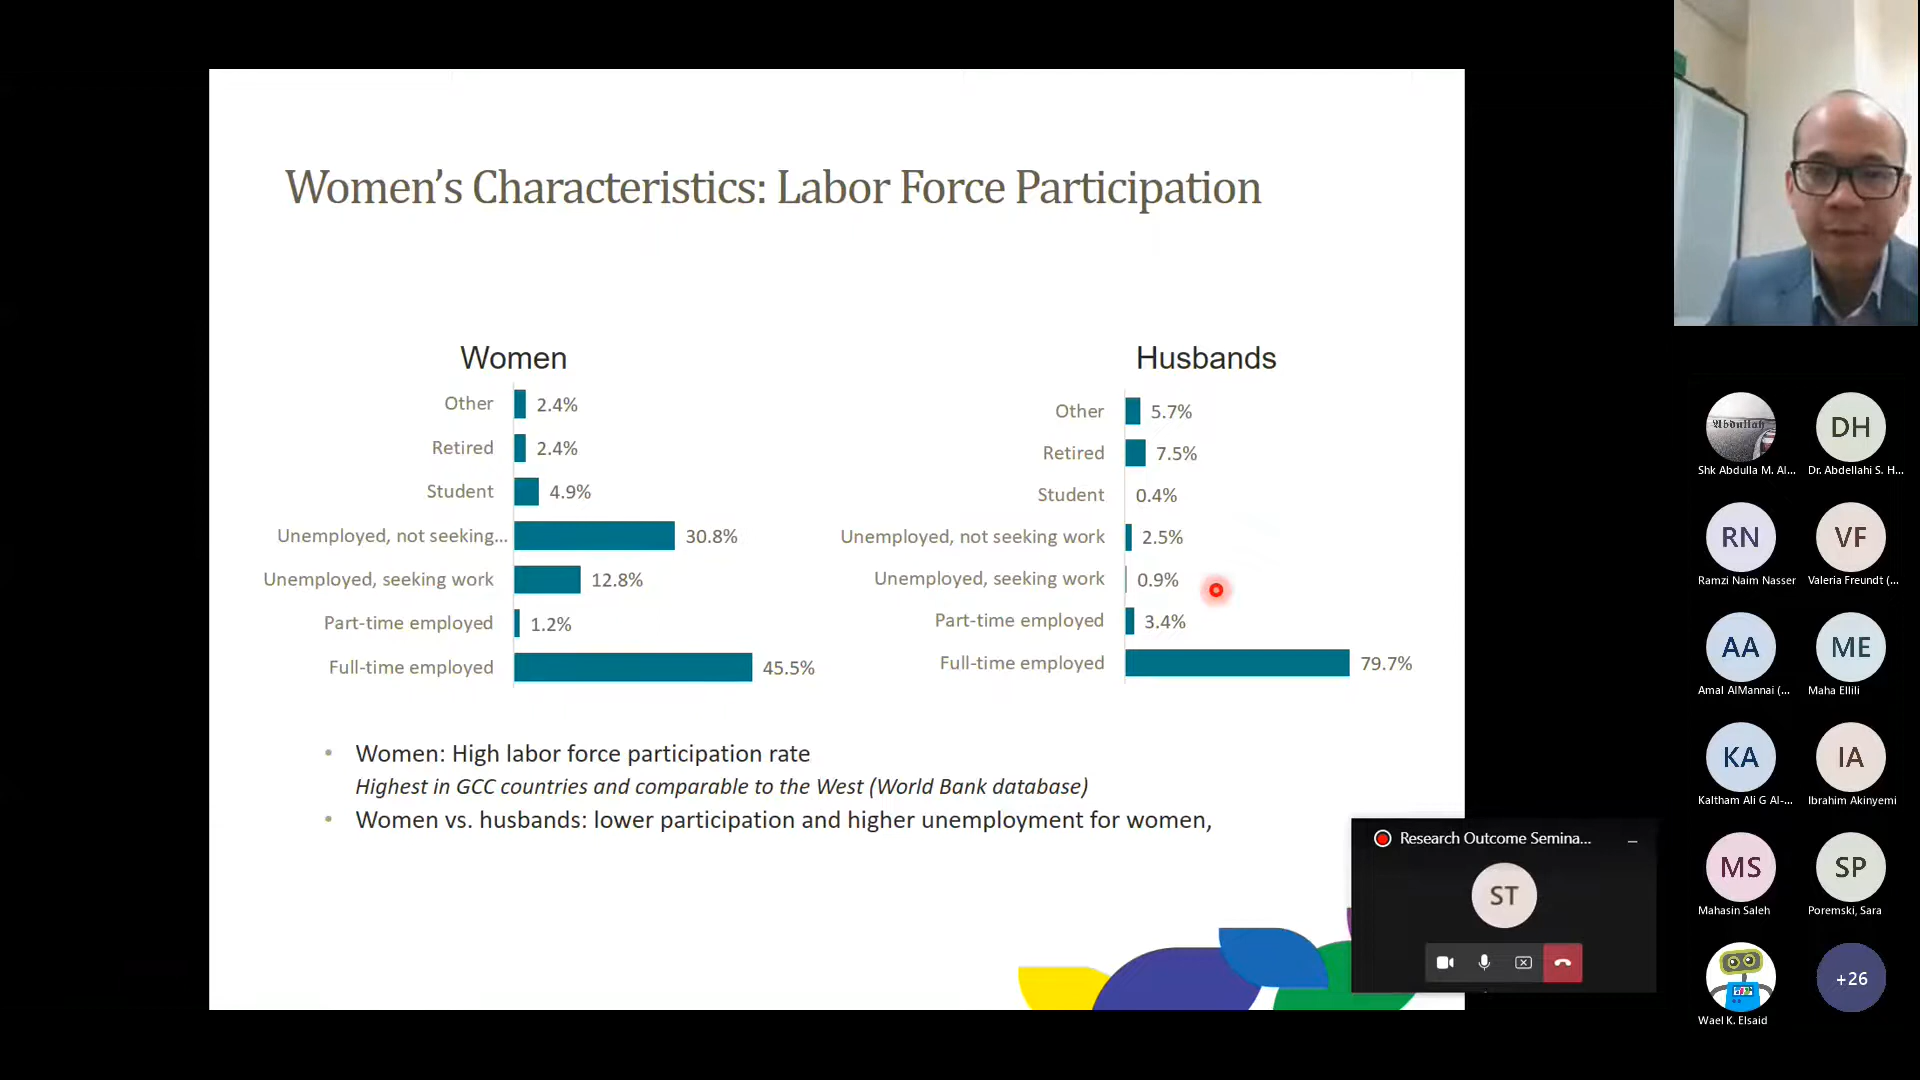 Women's Characteristics: Labor Force Participation
Women
Other 2.4%
Retired 2.4%
Student 4.9%
Unemployed, not seeking... 30.8%
Unemployed, seeking work 12.8%
Part-time employed 1.2%
Full-time employed 45.5%
Husbands
Other 5.7%
Retired 7.5%
Student 0.4%
Unemployed, not seeking work 2.5%
Unemployed, seeking work 0.9%
Part-time employed 3.4%
Full-time employed 79.7%
• Women: High labor force participation rate
Highest in GCC countries and comparable to the West (World Bank database)
• Women vs. husbands: lower participation and higher unemployment for women,
Research Outcome Semina...
ST
Abdullah
Shk Abdulla M. Al...
DH
Dr. Abdellahi S. H...
RN
Ramzi Naim Nasser
VF
Valeria Freundt (...
AA
Amal AlMannai (...
ME
Maha Ellili
KA
Kaltham Ali G Al-...
IA
Ibrahim Akinyemi
MS
Mahasin Saleh
SP
Poremski, Sara
Wael K. Elsaid
+26